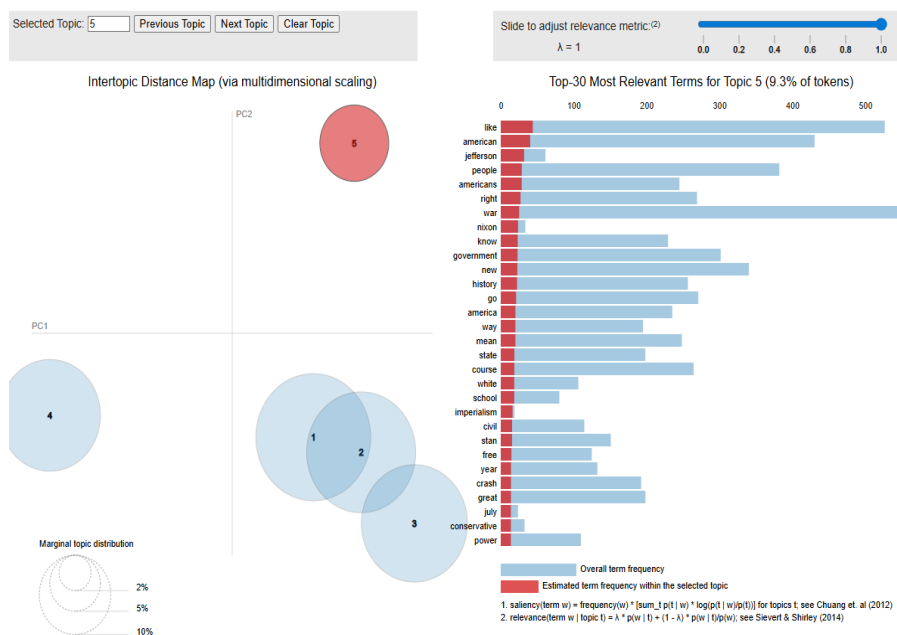 Selected Topic: 5 Previous Topic Next Topic Clear Topic
Slide to adjust relevance metric:(2)
λ = 1
0.0 0.2 0.4 0.6 0.8 1.0
Intertopic Distance Map (via multidimensional scaling)
PC2
PC1
5
4
1
2
3
Marginal topic distribution
2%
5%
10%
Top-30 Most Relevant Terms for Topic 5 (9.3% of tokens)
0 100 200 300 400 500
like
american
jefferson
people
americans
right
war
nixon
know
government
new
history
go
america
way
mean
state
course
white
school
imperialism
civil
stan
free
year
crash
great
july
conservative
power
Overall term frequency
Estimated term frequency within the selected topic
1. saliency(term w) = frequency(w) * [sum_t p(t | w) * log(p(t | w)/p(t))] for topics t; see Chuang et. al (2012)
2. relevance(term w | topic t) = λ * p(w | t) + (1 - λ) * p(w | t)/p(w); see Sievert & Shirley (2014)